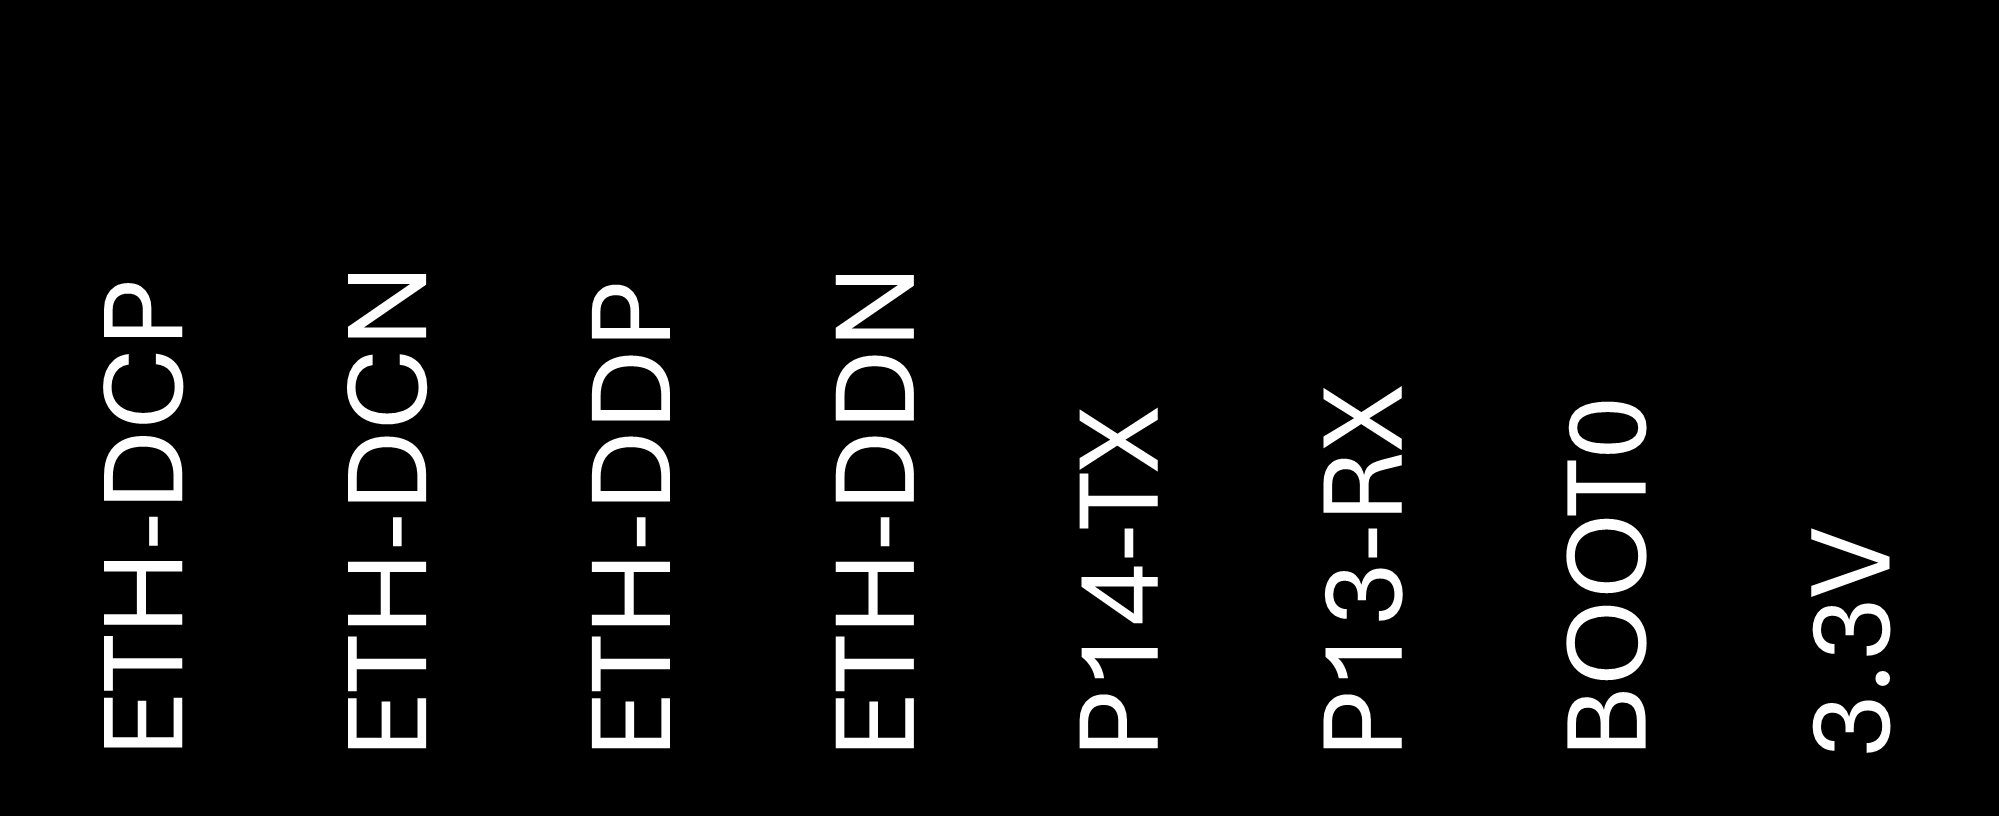 ETH-DCP
ETH-DCN
ETH-DDP
ETH-DDN
P14-TX
P13-RX
BOOT0
3.3V